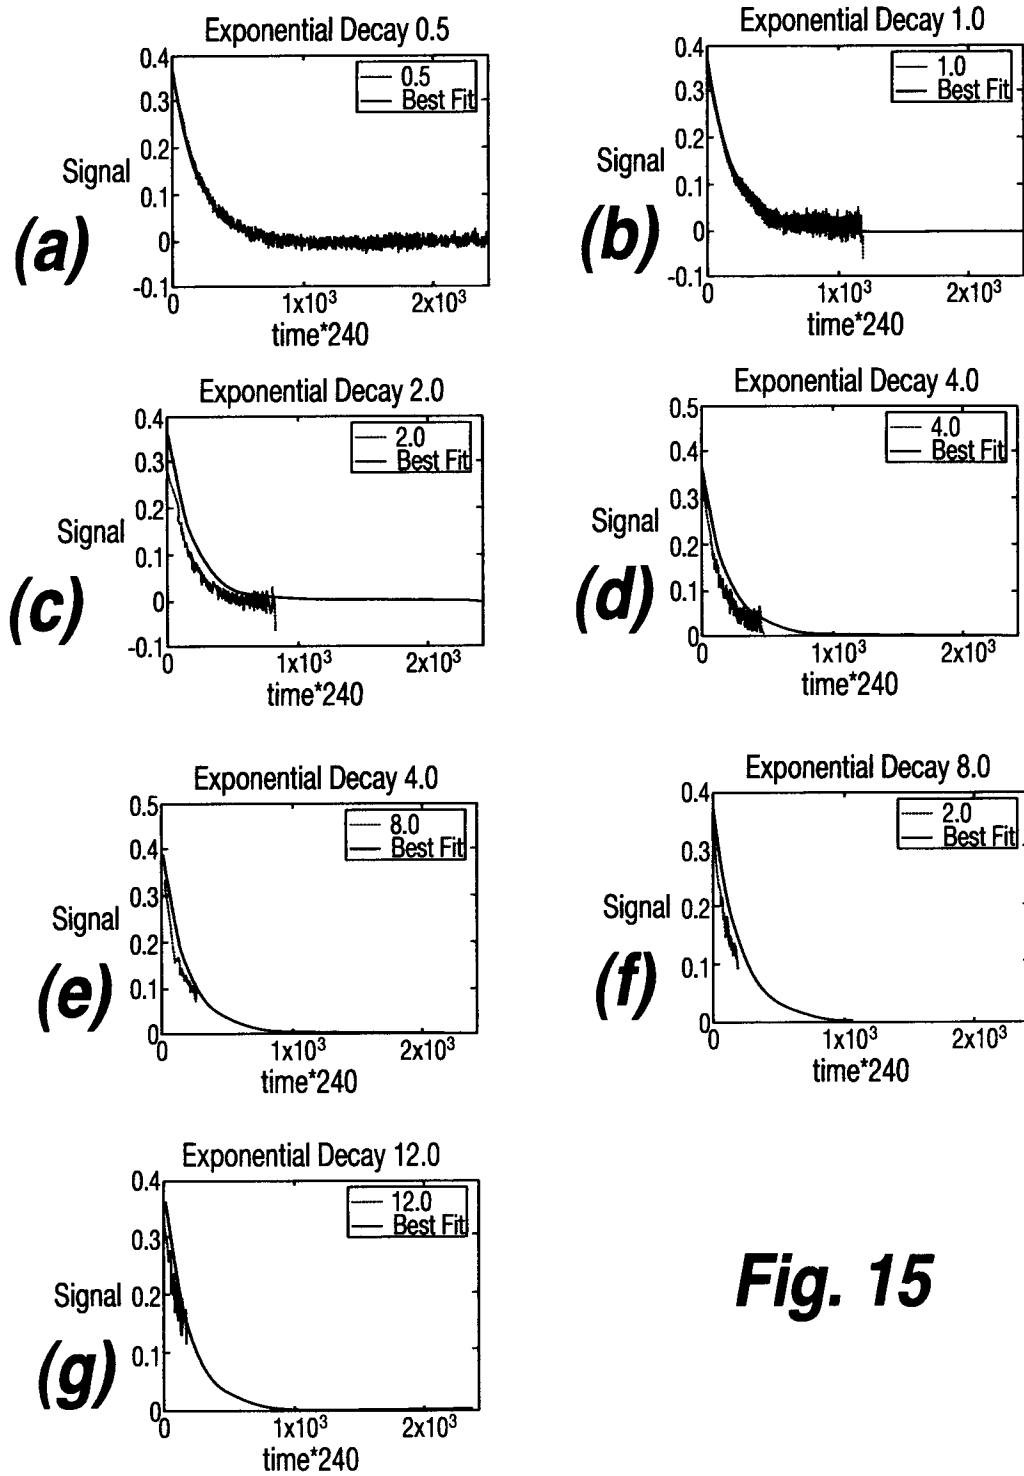 Exponential Decay 0.5
0.4
0.3
0.2
0.1
0
-0.1
Signal
0.5
Best Fit
(a)
0
1x10³
2x10³
time*240
Exponential Decay 1.0
0.4
0.3
0.2
0.1
0
-0.1
Signal
1.0
Best Fit
(b)
0
1x10³
2x10³
time*240
Exponential Decay 2.0
0.4
0.3
0.2
0.1
0
-0.1
Signal
2.0
Best Fit
(c)
0
1x10³
2x10³
time*240
Exponential Decay 4.0
0.5
0.4
0.3
0.2
0.1
0
Signal
4.0
Best Fit
(d)
0
1x10³
2x10³
time*240
Exponential Decay 4.0
0.5
0.4
0.3
0.2
0.1
0
Signal
8.0
Best Fit
(e)
0
1x10³
2x10³
time*240
Exponential Decay 8.0
0.4
0.3
0.2
0.1
0
Signal
2.0
Best Fit
(f)
0
1x10³
2x10³
time*240
Exponential Decay 12.0
0.4
0.3
0.2
0.1
0
Signal
12.0
Best Fit
(g)
0
1x10³
2x10³
time*240
Fig. 15